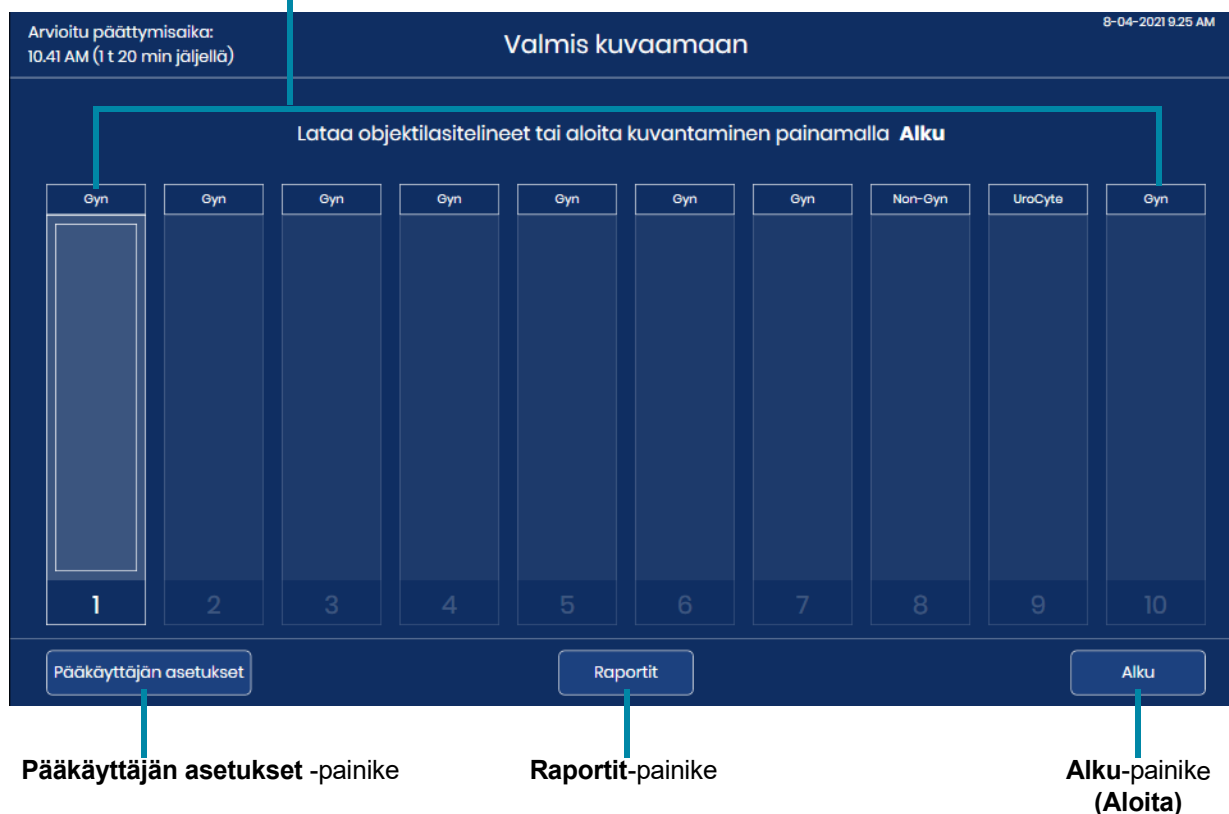 Arvioitu päättymisaika:
10.41 AM (1 t 20 min jäljellä)
Valmis kuvaamaan
8-04-2021 9.25 AM
Lataa objektilasitelineet tai aloita kuvantaminen painamalla Alku
Gyn Gyn Gyn Gyn Gyn Gyn Gyn Non-Gyn UroCyte Gyn
1 2 3 4 5 6 7 8 9 10
Pääkäyttäjän asetukset Raportit Alku
Pääkäyttäjän asetukset -painike Raportit-painike Alku-painike
(Aloita)